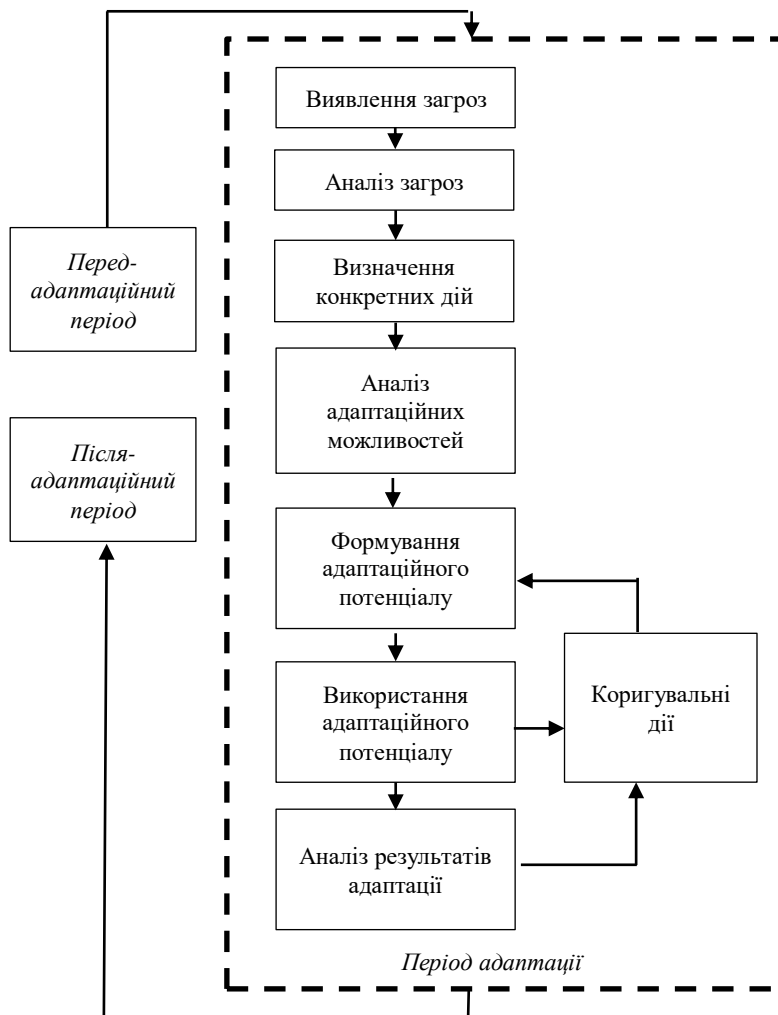 Виявлення загроз
Аналіз загроз
Перед-
адаптаційний
період
Визначення
конкретних дій
Аналіз
адаптаційних
можливостей
Після-
адаптаційний
період
Формування
адаптаційного
потенціалу
Використання
адаптаційного
потенціалу
Коригувальні
дії
Аналіз результатів
адаптації
Період адаптації